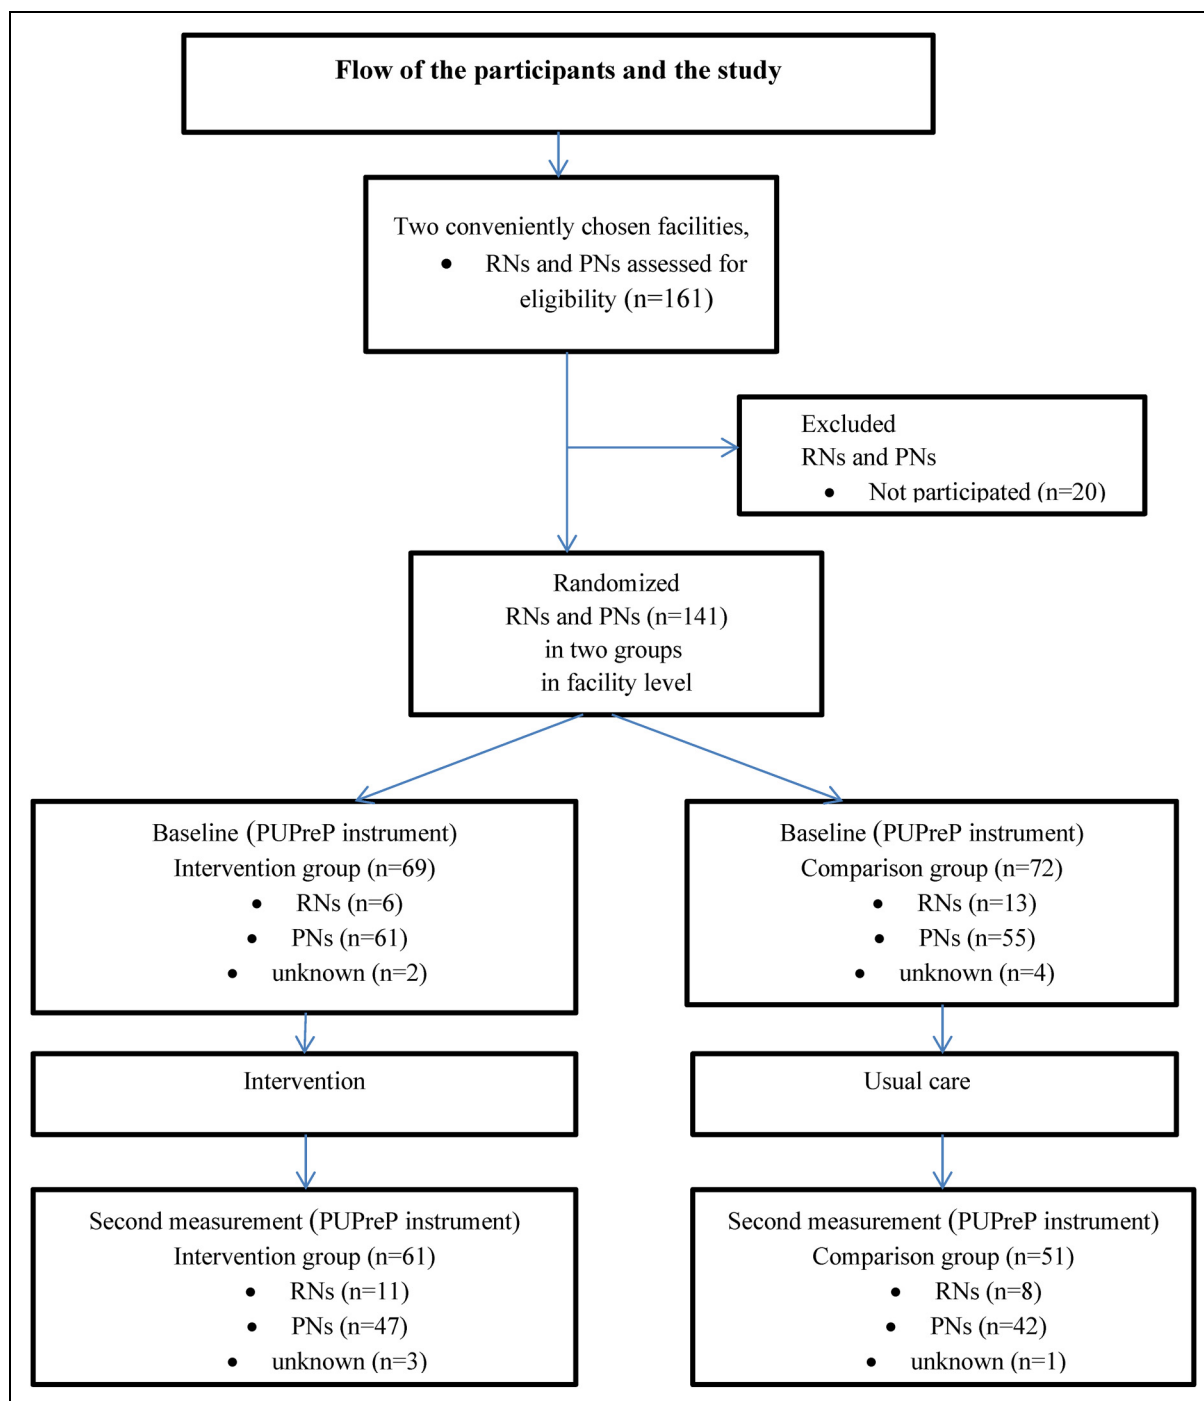 Flow of the participants and the study
Two conveniently chosen facilities,
• RNs and PNs assessed for
eligibility (n=161)
Excluded
RNs and PNs
• Not participated (n=20)
Randomized
RNs and PNs (n=141)
in two groups
in facility level
Baseline (PUPreP instrument)
Intervention group (n=69)
• RNs (n=6)
• PNs (n=61)
• unknown (n=2)
Baseline (PUPreP instrument)
Comparison group (n=72)
• RNs (n=13)
• PNs (n=55)
• unknown (n=4)
Intervention
Usual care
Second measurement (PUPreP instrument)
Intervention group (n=61)
• RNs (n=11)
• PNs (n=47)
• unknown (n=3)
Second measurement (PUPreP instrument)
Comparison group (n=51)
• RNs (n=8)
• PNs (n=42)
• unknown (n=1)